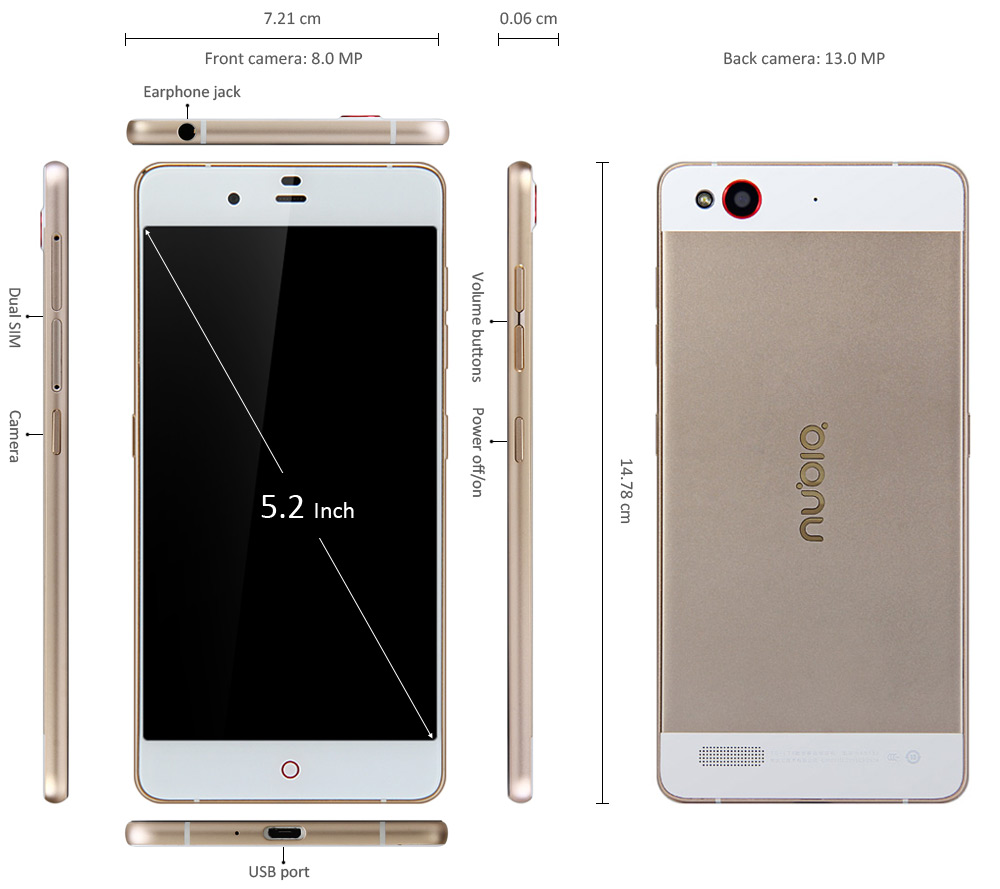 7.21 cm
0.06 cm
Front camera: 8.0 MP
Back camera: 13.0 MP
Earphone jack
Dual SIM
Camera
Volume buttons
Power off/on
5.2 Inch
14.78 cm
nubia
USB port